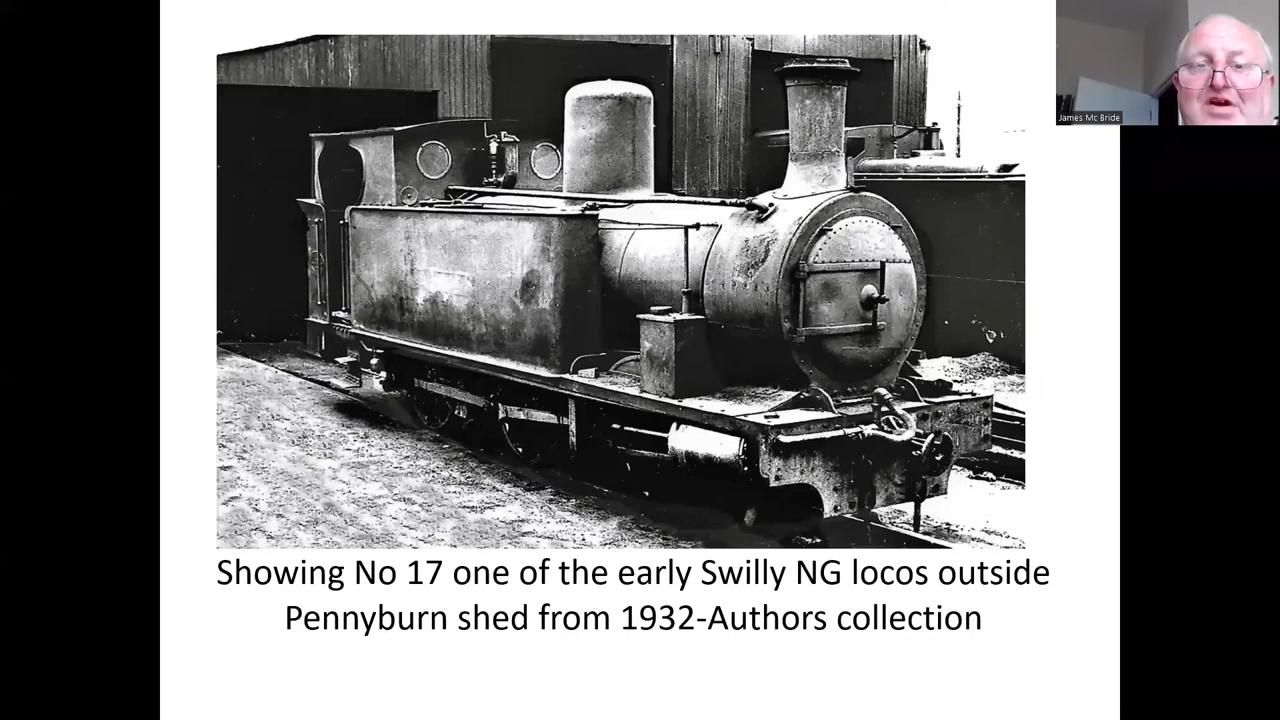 James Mc Bride
Showing No 17 one of the early Swilly NG locos outside
Pennyburn shed from 1932-Authors collection